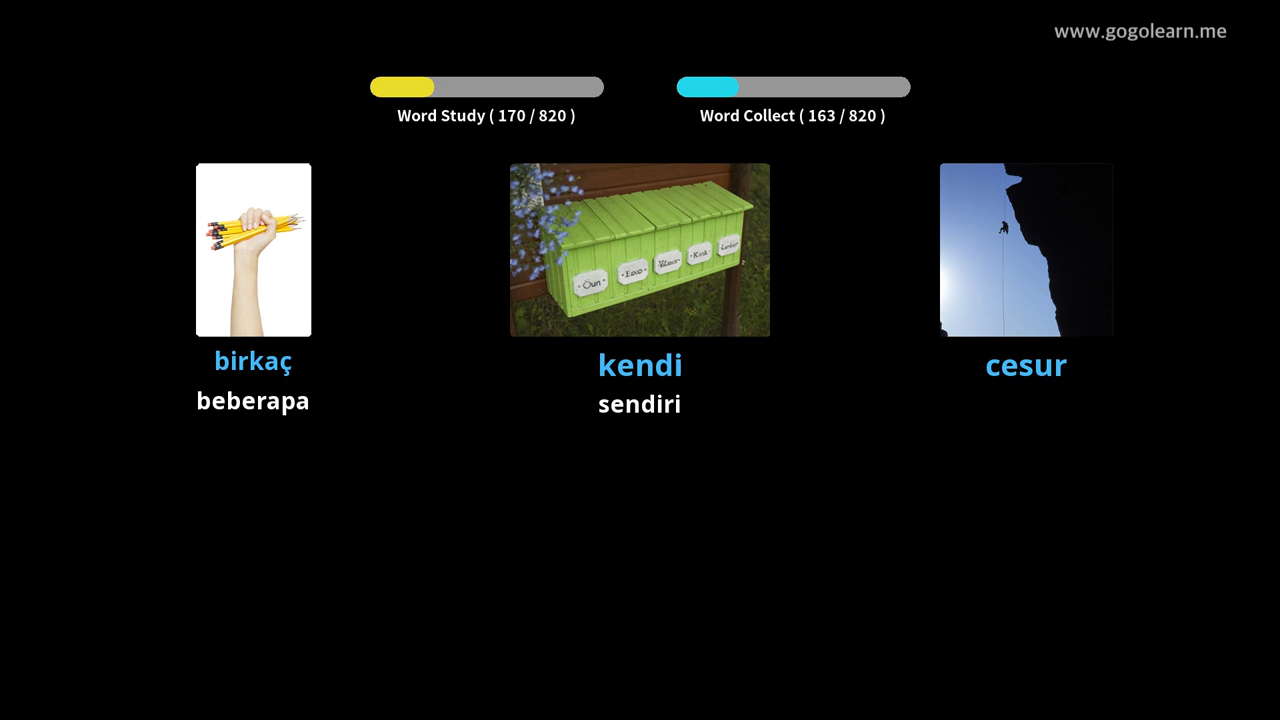 www.gogolearn.me
Word Study ( 170 / 820 )
Word Collect ( 163 / 820 )
birkaç
kendi
cesur
beberapa
sendiri